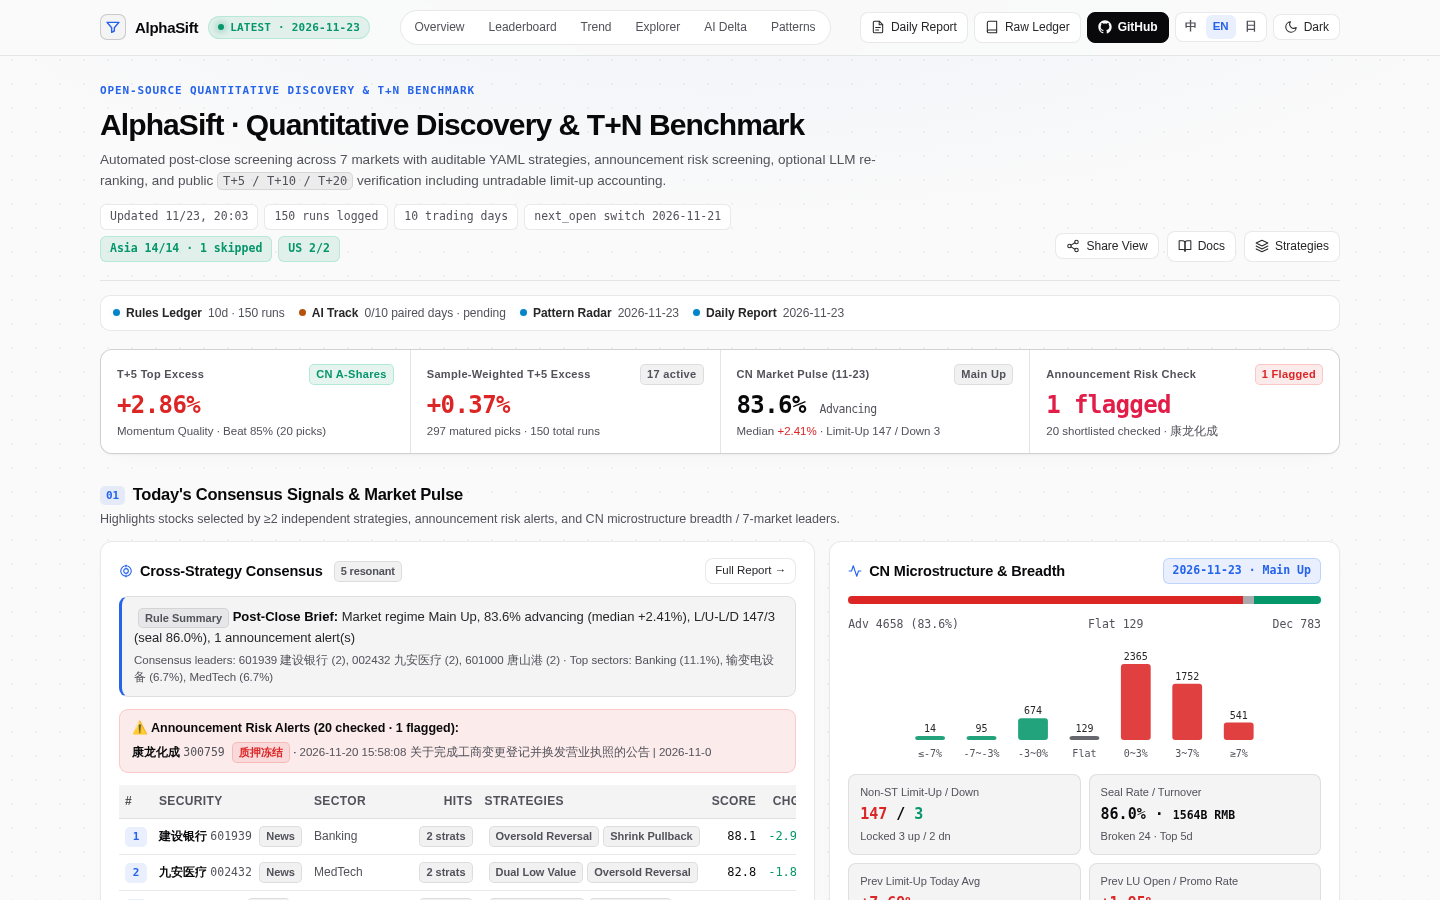 AlphaSift
LATEST · 2026-11-23
Overview
Leaderboard
Trend
Explorer
AI Delta
Patterns
Daily Report
Raw Ledger
GitHub
中
EN
日
Dark
OPEN-SOURCE QUANTITATIVE DISCOVERY & T+N BENCHMARK
AlphaSift · Quantitative Discovery & T+N Benchmark
Automated post-close screening across 7 markets with auditable YAML strategies, announcement risk screening, optional LLM re-
ranking, and public T+5 / T+10 / T+20 verification including untradable limit-up accounting.
Updated 11/23, 20:03
150 runs logged
10 trading days
next_open switch 2026-11-21
Asia 14/14 · 1 skipped
US 2/2
Share View
Docs
Strategies
Rules Ledger 10d · 150 runs
AI Track 0/10 paired days · pending
Pattern Radar 2026-11-23
Daily Report 2026-11-23
T+5 Top Excess
CN A-Shares
+2.86%
Momentum Quality · Beat 85% (20 picks)
Sample-Weighted T+5 Excess
17 active
+0.37%
297 matured picks · 150 total runs
CN Market Pulse (11-23)
Main Up
83.6% Advancing
Median +2.41% · Limit-Up 147 / Down 3
Announcement Risk Check
1 Flagged
1 flagged
20 shortlisted checked · 康龙化成
01 Today's Consensus Signals & Market Pulse
Highlights stocks selected by ≥2 independent strategies, announcement risk alerts, and CN microstructure breadth / 7-market leaders.
Cross-Strategy Consensus
5 resonant
Full Report →
Rule Summary Post-Close Brief: Market regime Main Up, 83.6% advancing (median +2.41%), L/U-L/D 147/3
(seal 86.0%), 1 announcement alert(s)
Consensus leaders: 601939 建设银行 (2), 002432 九安医疗 (2), 601000 唐山港 (2) · Top sectors: Banking (11.1%), 输变电设
备 (6.7%), MedTech (6.7%)
⚠️ Announcement Risk Alerts (20 checked · 1 flagged):
康龙化成 300759 质押冻结 · 2026-11-20 15:58:08 关于完成工商变更登记并换发营业执照的公告 | 2026-11-0
# SECURITY SECTOR HITS STRATEGIES SCORE
1 建设银行 601939 News Banking 2 strats Oversold Reversal Shrink Pullback 88.1 -2.9
2 九安医疗 002432 News MedTech 2 strats Dual Low Value Oversold Reversal 82.8 -1.8
CN Microstructure & Breadth
2026-11-23 · Main Up
Adv 4658 (83.6%)
Flat 129
Dec 783
14
95
674
129
2365
1752
541
≤-7%
-7~-3%
-3~0%
Flat
0~3%
3~7%
≥7%
Non-ST Limit-Up / Down
147 / 3
Locked 3 up / 2 dn
Seal Rate / Turnover
86.0% · 1564B RMB
Broken 24 · Top 5d
Prev Limit-Up Today Avg
Prev LU Open / Promo Rate